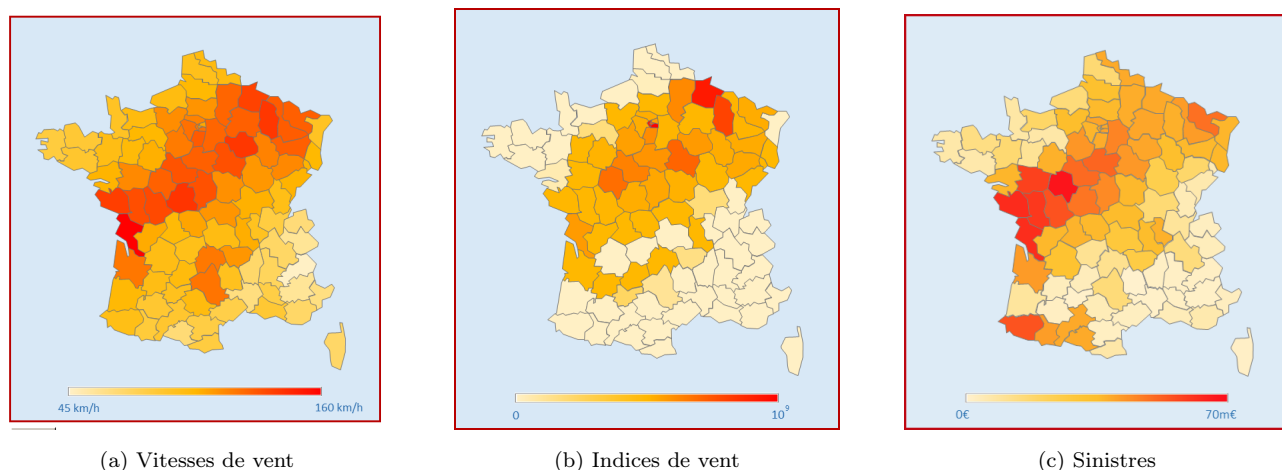 45 km/h 160 km/h
0 10⁹
0€ 70m€
(a) Vitesses de vent
(b) Indices de vent
(c) Sinistres